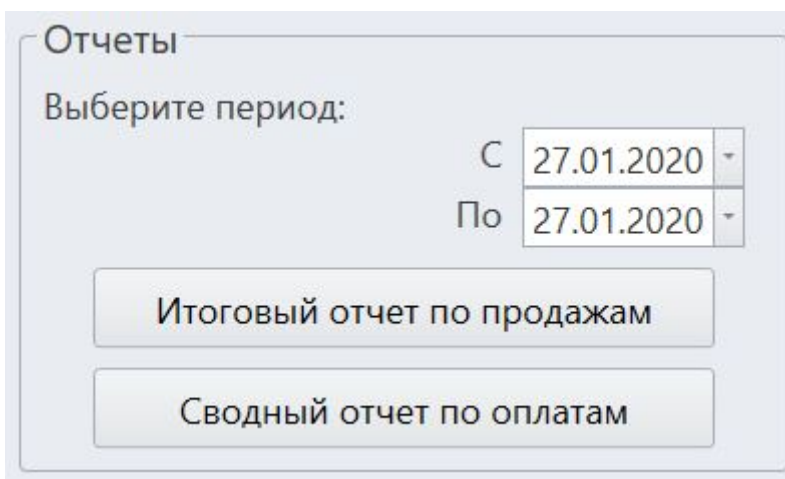 Отчеты
Выберите период:
С 27.01.2020
По 27.01.2020
Итоговый отчет по продажам
Сводный отчет по оплатам